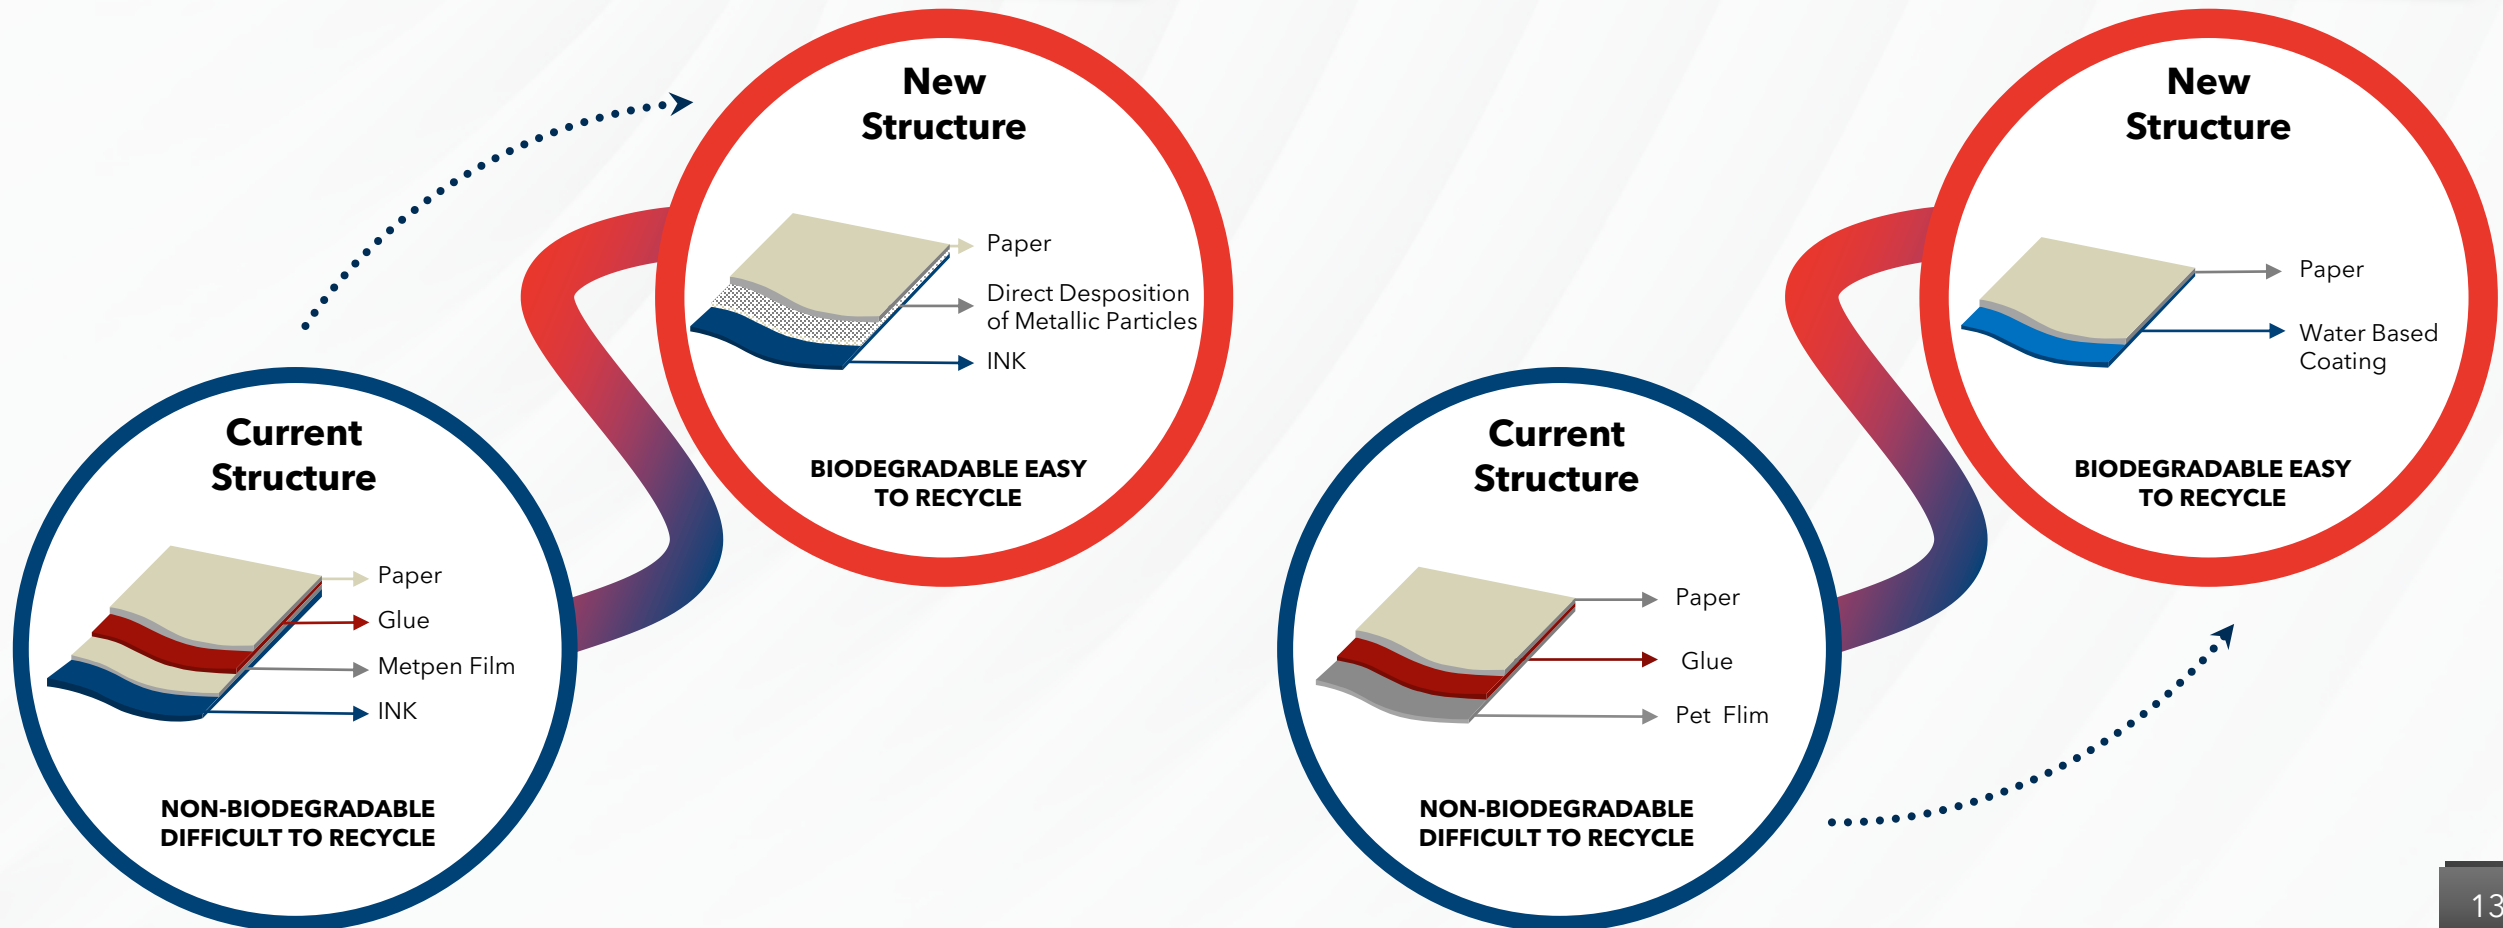 New
Structure
Paper
Direct Desposition
of Metallic Particles
INK
BIODEGRADABLE EASY
TO RECYCLE
Current
Structure
Paper
Glue
Metpen Film
INK
NON-BIODEGRADABLE
DIFFICULT TO RECYCLE
New
Structure
Paper
Water Based
Coating
BIODEGRADABLE EASY
TO RECYCLE
Current
Structure
Paper
Glue
Pet Flim
NON-BIODEGRADABLE
DIFFICULT TO RECYCLE
13